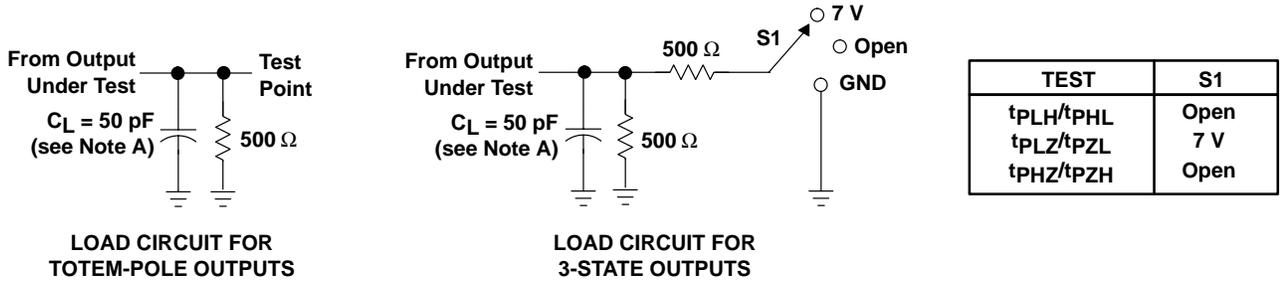 From Output
Under Test
Test
Point
CL = 50 pF
(see Note A)
500 Ω
LOAD CIRCUIT FOR
TOTEM-POLE OUTPUTS
From Output
Under Test
500 Ω
S1
7 V
Open
GND
CL = 50 pF
(see Note A)
500 Ω
LOAD CIRCUIT FOR
3-STATE OUTPUTS
TEST S1
tPLH/tPHL Open
tPLZ/tPZL 7 V
tPHZ/tPZH Open